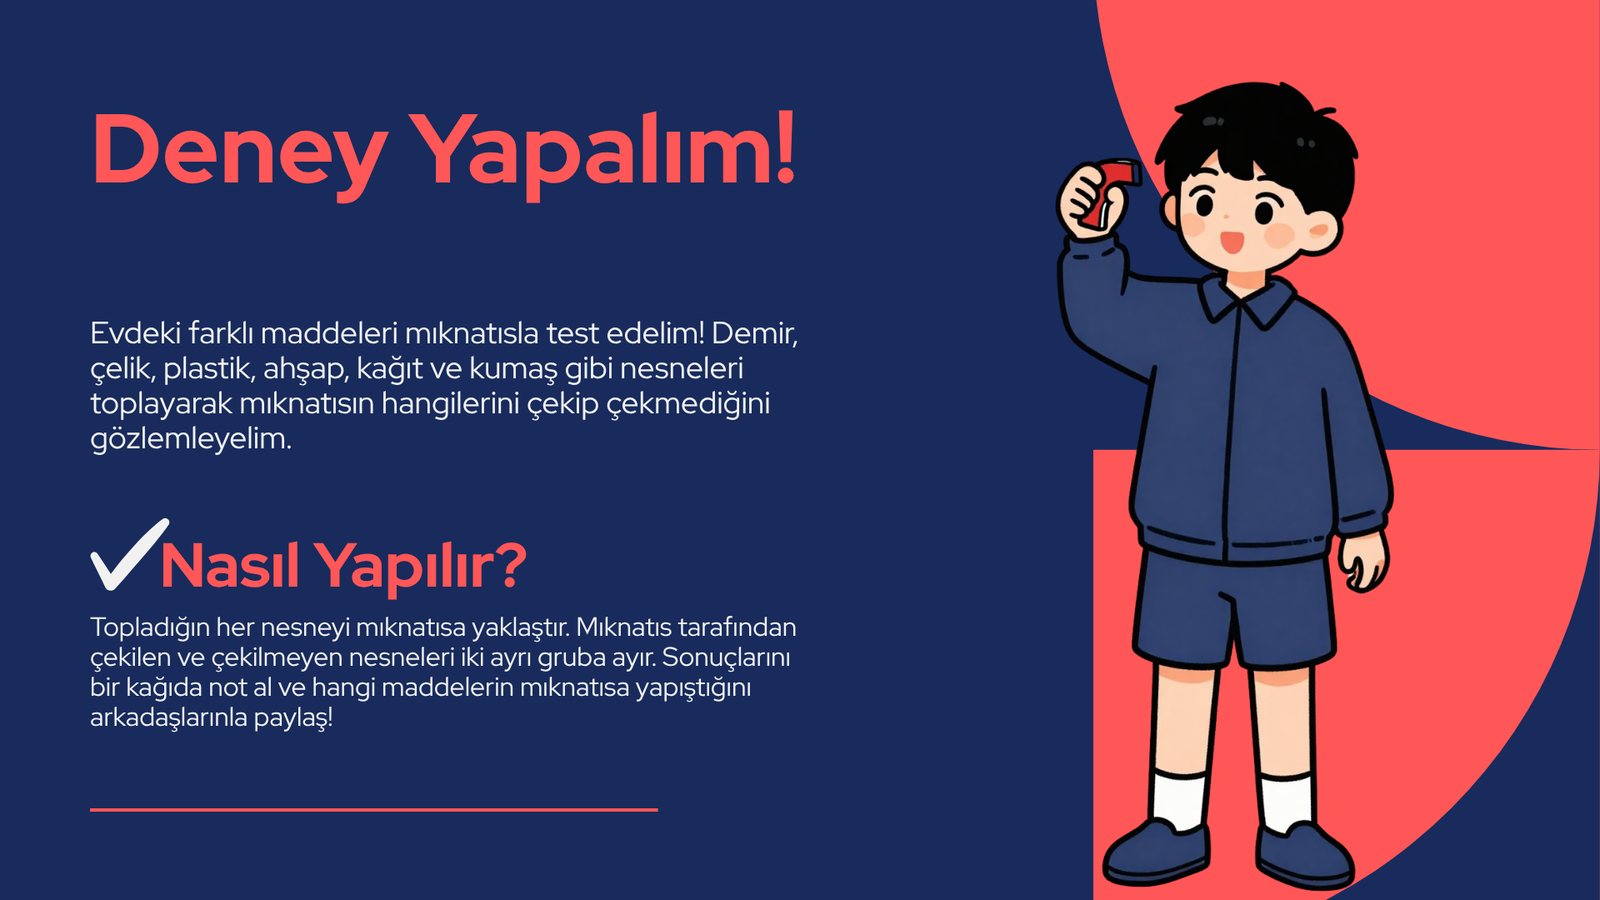 Deney Yapalım!
Evdeki farklı maddeleri mıknatısla test edelim! Demir,
çelik, plastik, ahşap, kağıt ve kumaş gibi nesneleri
toplayarak mıknatısın hangilerini çekip çekmediğini
gözlemleyelim.
Nasıl Yapılır?
Topladığın her nesneyi mıknatısa yaklaştır. Mıknatıs tarafından
çekilen ve çekilmeyen nesneleri iki ayrı gruba ayır. Sonuçlarını
bir kağıda not al ve hangi maddelerin mıknatısa yapıştığını
arkadaşlarınla paylaş!